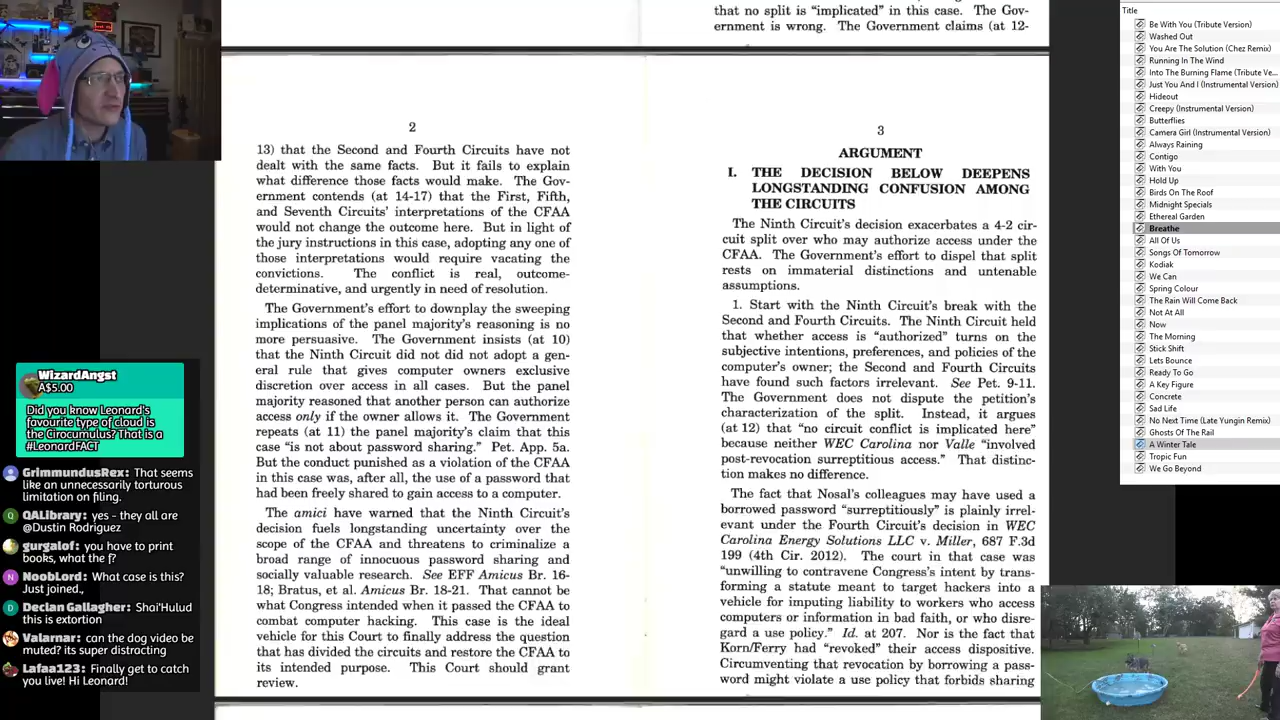 that no split is “implicated” in this case. The Gov-
ernment is wrong. The Government claims (at 12-
2
13) that the Second and Fourth Circuits have not
dealt with the same facts. But it fails to explain
what difference those facts would make. The Gov-
ernment contends (at 14-17) that the First, Fifth,
and Seventh Circuits’ interpretations of the CFAA
would not change the outcome here. But in light of
the jury instructions in this case, adopting any one of
those interpretations would require vacating the
convictions. The conflict is real, outcome-
determinative, and urgently in need of resolution.
The Government’s effort to downplay the sweeping
implications of the panel majority’s reasoning is no
more persuasive. The Government insists (at 10)
that the Ninth Circuit did not did not adopt a gen-
eral rule that gives computer owners exclusive
discretion over access in all cases. But the panel
majority reasoned that another person can authorize
access only if the owner allows it. The Government
repeats (at 11) the panel majority’s claim that this
case “is not about password sharing.” Pet. App. 5a.
But the conduct punished as a violation of the CFAA
in this case was, after all, the use of a password that
had been freely shared to gain access to a computer.
The amici have warned that the Ninth Circuit’s
decision fuels longstanding uncertainty over the
scope of the CFAA and threatens to criminalize a
broad range of innocuous password sharing and
socially valuable research. See EFF Amicus Br. 16-
18; Bratus, et al. Amicus Br. 18-21. That cannot be
what Congress intended when it passed the CFAA to
combat computer hacking. This case is the ideal
vehicle for this Court to finally address the question
that has divided the circuits and restore the CFAA to
its intended purpose. This Court should grant
review.
3
ARGUMENT
I. THE DECISION BELOW DEEPENS
LONGSTANDING CONFUSION AMONG
THE CIRCUITS
The Ninth Circuit’s decision exacerbates a 4-2 cir-
cuit split over who may authorize access under the
CFAA. The Government’s effort to dispel that split
rests on immaterial distinctions and untenable
assumptions.
1. Start with the Ninth Circuit’s break with the
Second and Fourth Circuits. The Ninth Circuit held
that whether access is “authorized” turns on the
subjective intentions, preferences, and policies of the
computer’s owner; the Second and Fourth Circuits
have found such factors irrelevant. See Pet. 9-11.
The Government does not dispute the petition’s
characterization of the split. Instead, it argues
(at 12) that “no circuit conflict is implicated here”
because neither WEC Carolina nor Valle “involved
post-revocation surreptitious access.” That distinc-
tion makes no difference.
The fact that Nosal’s colleagues may have used a
borrowed password “surreptitiously” is plainly irrel-
evant under the Fourth Circuit’s decision in WEC
Carolina Energy Solutions LLC v. Miller, 687 F.3d
199 (4th Cir. 2012). The court in that case was
“unwilling to contravene Congress’s intent by trans-
forming a statute meant to target hackers into a
vehicle for imputing liability to workers who access
computers or information in bad faith, or who disre-
gard a use policy.” Id. at 207. Nor is the fact that
Korn/Ferry had “revoked” their access dispositive.
Circumventing that revocation by borrowing a pass-
word might violate a use policy that forbids sharing
WizardAngst
A$5.00
Did you know Leonard's
favourite type of cloud is
the Cirocumulus? That is a
#LeonardFACT
GrimmundusRex: That seems
like an unnecessarily torturous
limitation on filing.
QALibrary: yes - they all are
@Dustin Rodriguez
gurgalof: you have to print
books, what the f?
NoobLord: What case is this?
Just joined.,
Declan Gallagher: Shai'Hulud
this is extortion
Valarnar: can the dog video be
muted? its super distracting
Lafaa123: Finally get to catch
you live! Hi Leonard!
Title
Be With You (Tribute Version)
Washed Out
You Are The Solution (Chez Remix)
Running In The Wind
Into The Burning Flame (Tribute Ve...
Just You And I (Instrumental Version)
Hideout
Creepy (Instrumental Version)
Butterflies
Camera Girl (Instrumental Version)
Always Raining
Contigo
With You
Hold Up
Birds On The Roof
Midnight Specials
Ethereal Garden
Breathe
All Of Us
Songs Of Tomorrow
Kodiak
We Can
Spring Colour
The Rain Will Come Back
Not At All
Now
The Morning
Stick Shift
Lets Bounce
Ready To Go
A Key Figure
Concrete
Sad Life
No Next Time (Late Yungin Remix)
Ghosts Of The Rail
A Winter Tale
Tropic Fun
We Go Beyond